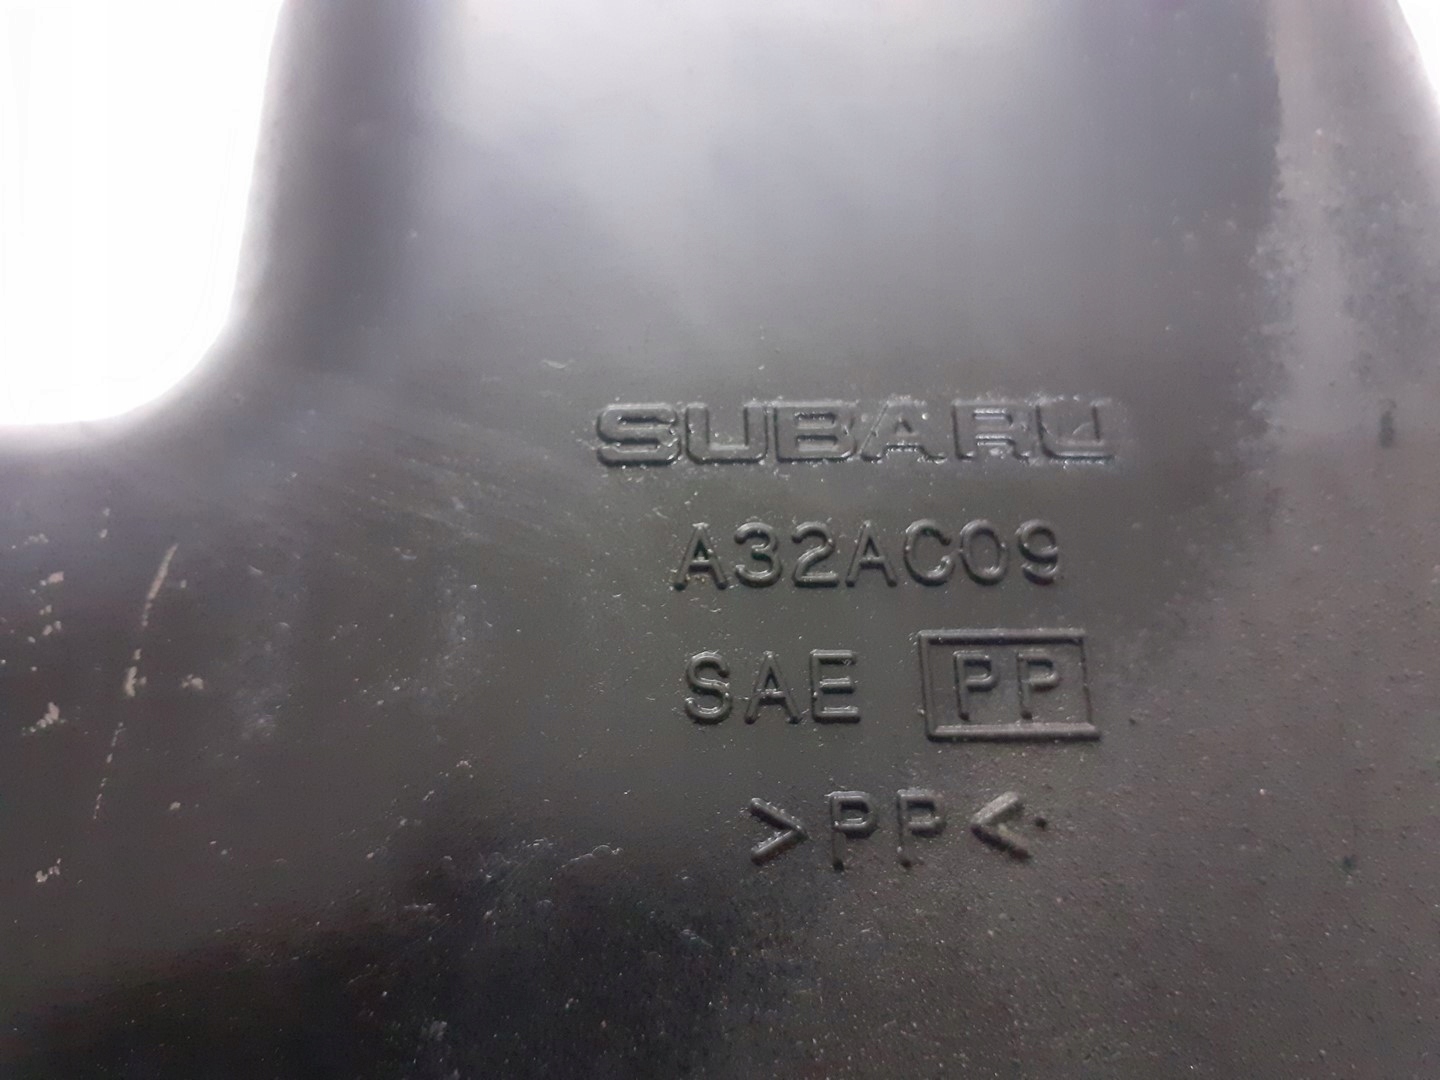 SUBARU
A32AC09
SAE PP
>PP<